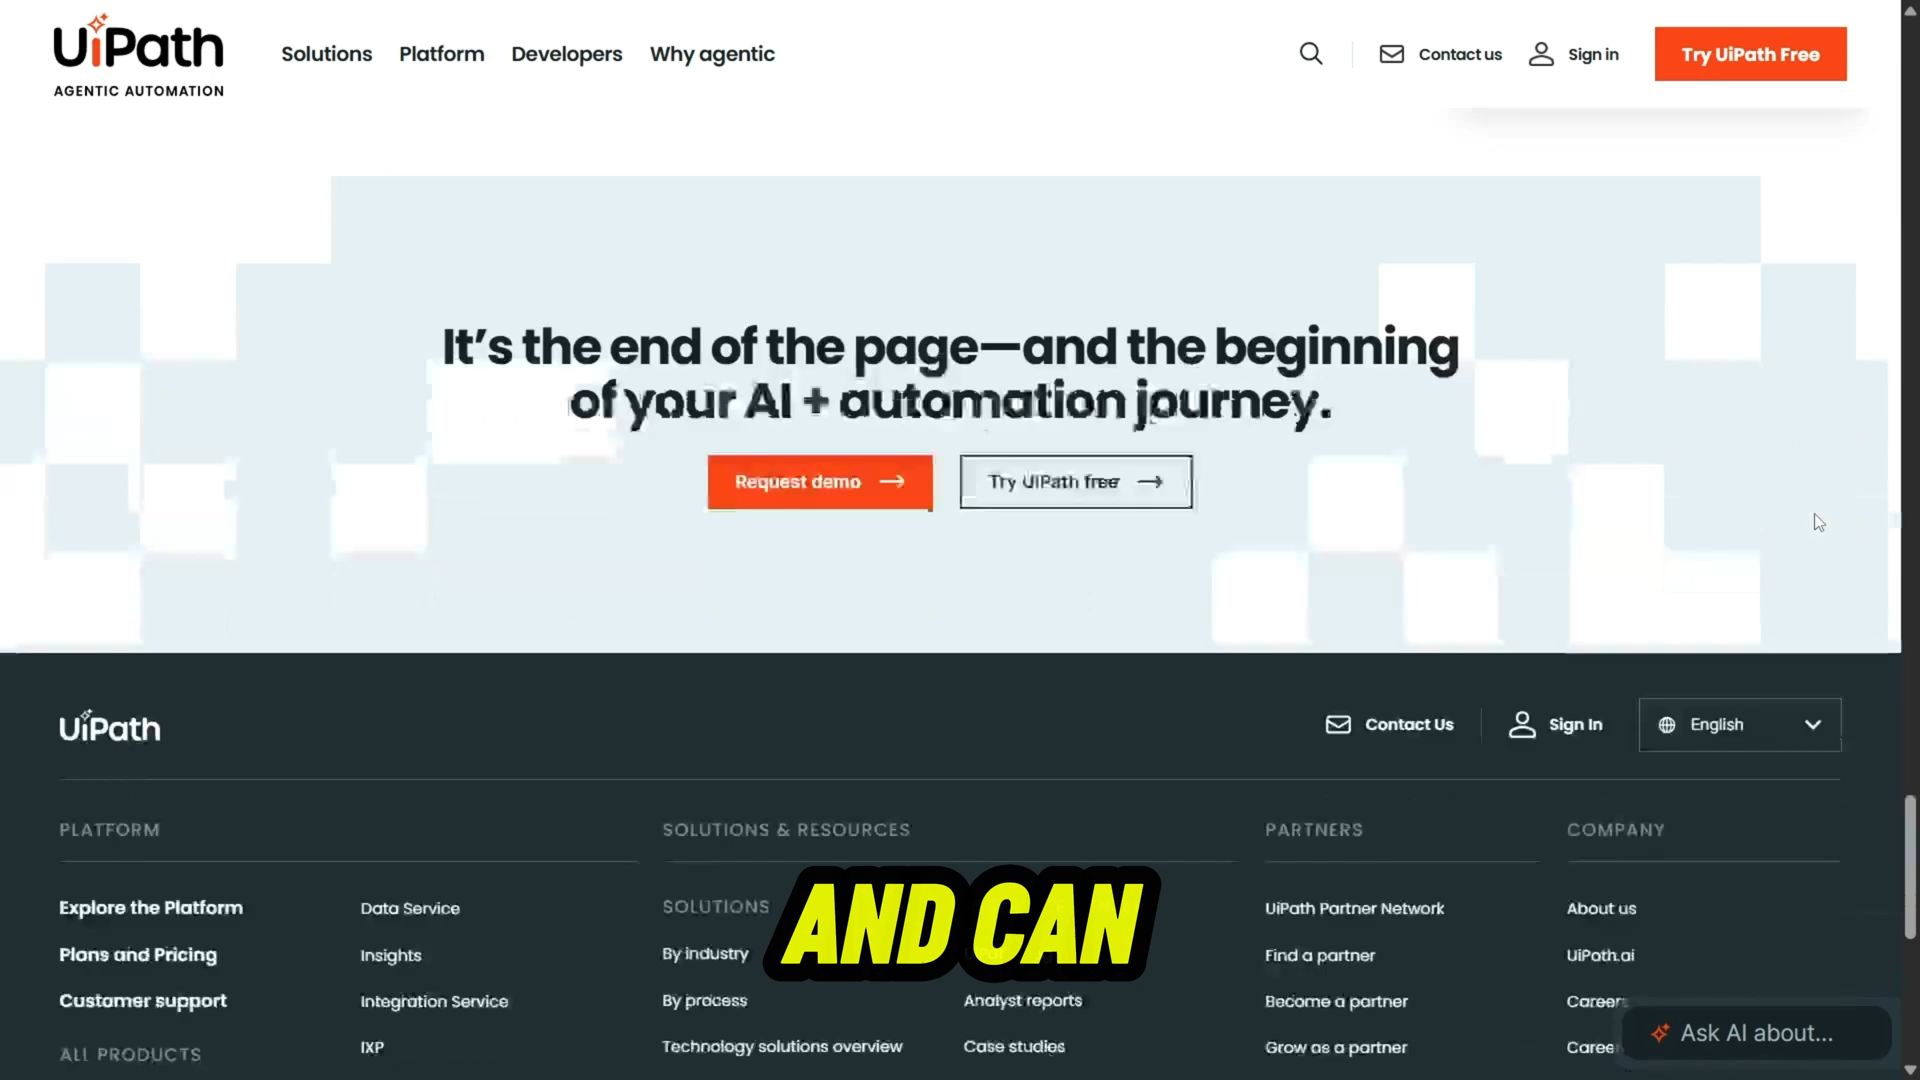 UiPath
AGENTIC AUTOMATION
Solutions
Platform
Developers
Why agentic
Contact us
Sign in
Try UiPath Free
It's the end of the page—and the beginning
of your AI + automation journey.
Request demo
Try UiPath free
UiPath
Contact Us
Sign In
English
PLATFORM
Explore the Platform
Plans and Pricing
Customer support
ALL PRODUCTS
Data Service
Insights
Integration Service
IXP
SOLUTIONS & RESOURCES
SOLUTIONS
By industry
By process
Technology solutions overview
Analyst reports
Case studies
AND CAN
PARTNERS
UiPath Partner Network
Find a partner
Become a partner
Grow as a partner
COMPANY
About us
UiPath.ai
Careers
Ask AI about...